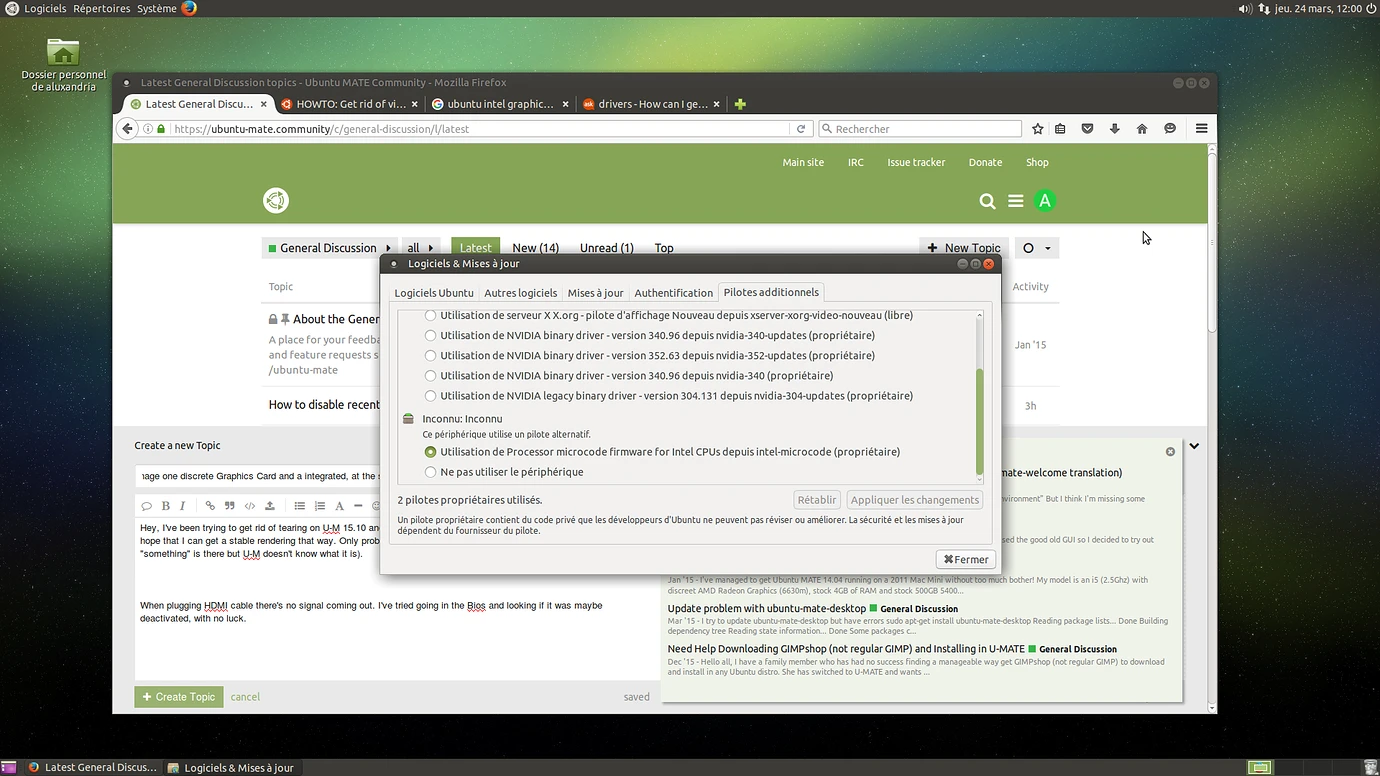 Logiciels Répertoires Système
jeu. 24 mars, 12:00
Dossier personnel
de aluxandria
Latest General Discussion topics - Ubuntu MATE Community - Mozilla Firefox
Latest General Discu...
HOWTO: Get rid of vi...
ubuntu intel graphic...
ask
drivers - How can I ge...
https://ubuntu-mate.community/c/general-discussion/l/latest
Rechercher
Main site IRC Issue tracker Donate Shop
A
General Discussion all Latest New (14) Unread (1) Top
New Topic
Topic
Activity
About the Gener
A place for your feedba
and feature requests s
/ubuntu-mate
Jan '15
How to disable recent
3h
Logiciels & Mises à jour
Logiciels Ubuntu Autres logiciels Mises à jour Authentification Pilotes additionnels
Utilisation de serveur X X.org - pilote d'affichage Nouveau depuis xserver-xorg-video-nouveau (libre)
Utilisation de NVIDIA binary driver - version 340.96 depuis nvidia-340-updates (propriétaire)
Utilisation de NVIDIA binary driver - version 352.63 depuis nvidia-352-updates (propriétaire)
Utilisation de NVIDIA binary driver - version 340.96 depuis nvidia-340 (propriétaire)
Utilisation de NVIDIA legacy binary driver - version 304.131 depuis nvidia-304-updates (propriétaire)
Inconnu: Inconnu
Ce périphérique utilise un pilote alternatif.
Utilisation de Processor microcode firmware for Intel CPUs depuis intel-microcode (propriétaire)
Ne pas utiliser le périphérique
2 pilotes propriétaires utilisés.
Rétablir
Appliquer les changements
Un pilote propriétaire contient du code privé que les développeurs d'Ubuntu ne peuvent pas réviser ou améliorer. La sécurité et les mises à jour
dépendent du fournisseur du pilote.
Fermer
Create a new Topic
nage one discrete Graphics Card and a integrated, at the s
B I
A
Hey, I've been trying to get rid of tearing on U-M 15.10 an
hope that I can get a stable rendering that way. Only prob
"something" is there but U-M doesn't know what it is).
When plugging HDMI cable there's no signal coming out. I've tried going in the Bios and looking if it was maybe
deactivated, with no luck.
Create Topic
cancel
saved
mate-welcome translation)
nvironment" But I think I'm missing some
sed the good old GUI so I decided to try out
Jan '15 - I've managed to get Ubuntu MATE 14.04 running on a 2011 Mac Mini without too much bother! My model is an i5 (2.5Ghz) with
discreet AMD Radeon Graphics (6630m), stock 4GB of RAM and stock 500GB 5400...
Update problem with ubuntu-mate-desktop General Discussion
Mar '15 - I try to update ubuntu-mate-desktop but have errors sudo apt-get install ubuntu-mate-desktop Reading package lists... Done Building
dependency tree Reading state information... Done Some packages c...
Need Help Downloading GIMPshop (not regular GIMP) and Installing in U-MATE General Discussion
Dec '15 - Hello all, I have a family member who has had no success finding a manageable way get GIMPshop (not regular GIMP) to download
and install in any Ubuntu distro. She has switched to U-MATE and wants ...
Latest General Discus...
Logiciels & Mises à jour